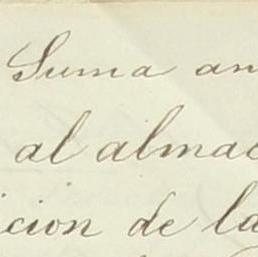 Suma an
al almac
icion de la